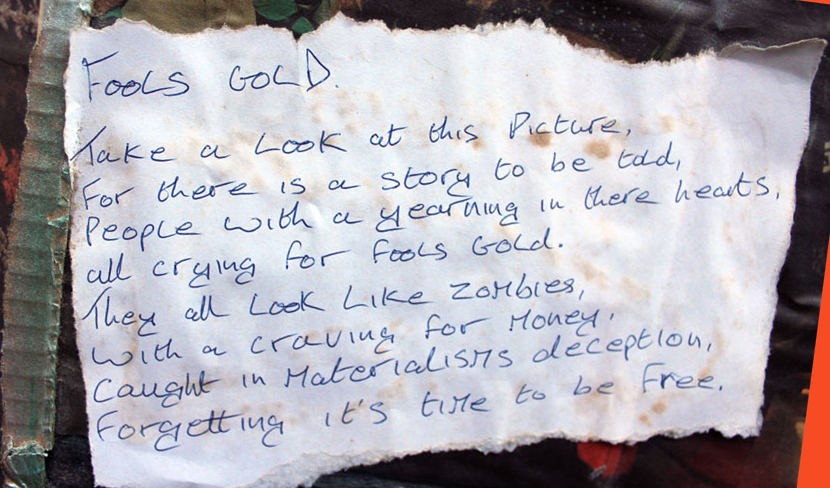 FOOLS GOLD.
Take a Look at this Picture,
For there is a story to be told,
People with a yearning in there hearts,
all crying for Fools Gold.
They all Look Like Zombies,
with a craving for Money,
Caught in Materialisms deception,
Forgetting it's time to be Free.